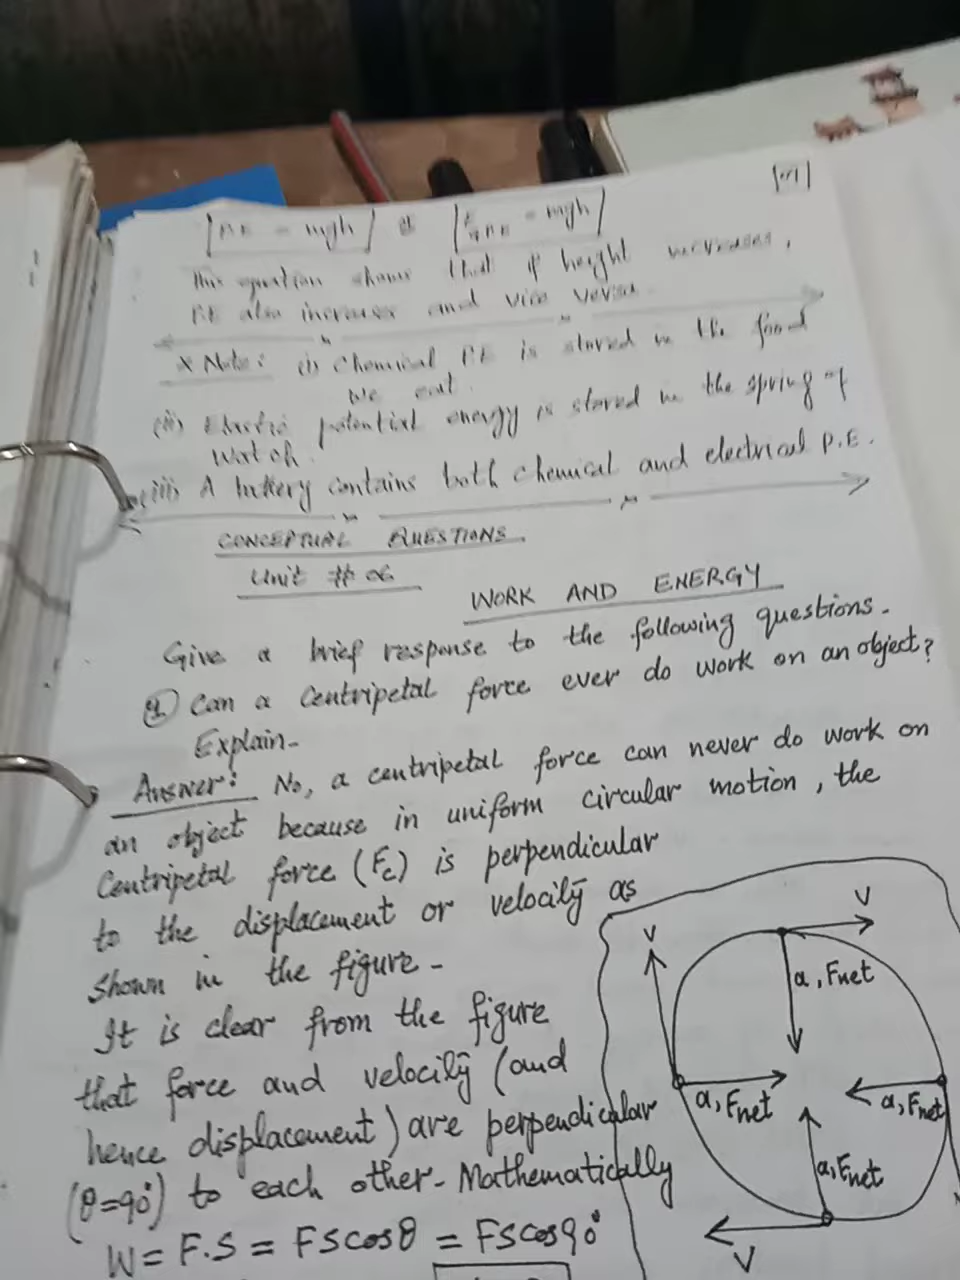 P.E = mgh or E GPE = mgh
This equation shows that if height increases,
P.E also increases and vice versa.
* Note: (i) Chemical P.E is stored in the food
we eat.
(ii) Elastic potential energy is stored in the spring of
watch.
(iii) A battery contains both chemical and electrical P.E.
CONCEPTUAL QUESTIONS
Unit # 06
WORK AND ENERGY
Give a brief response to the following questions.
Can a centripetal force ever do work on an object?
Explain-
Answer: No, a centripetal force can never do work on
an object because in uniform circular motion, the
Centripetal force (Fc) is perpendicular
to the displacement or velocity as
shown in the figure-
It is clear from the figure
that force and velocity (and
hence displacement) are perpendicular
(θ=90°) to each other- Mathematically
W = F.S = FScosθ = FScos90°
V
V
a, Fnet
a, Fnet
a, Fnet
a, Fnet
V